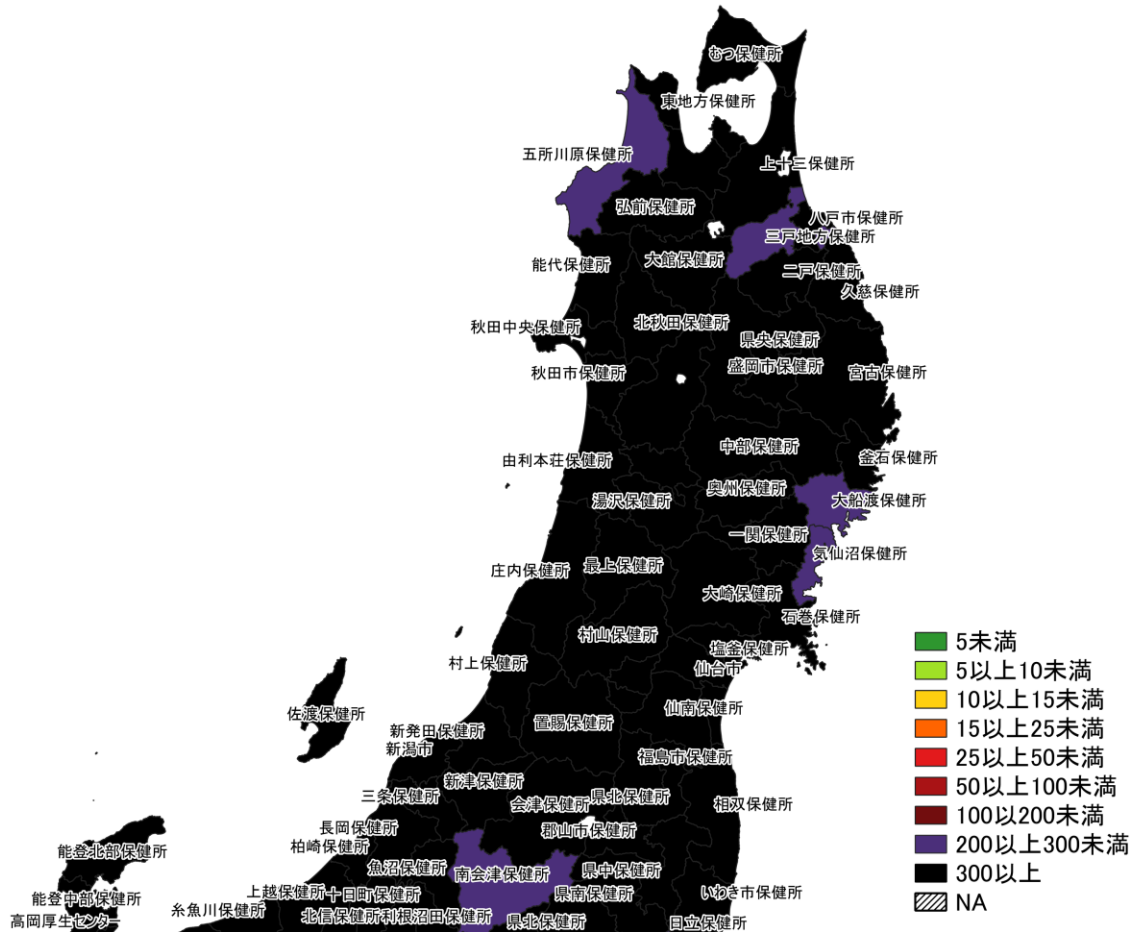 むつ保健所
東地方保健所
五所川原保健所
上十三保健所
弘前保健所
八戸市保健所
三戸地方保健所
大館保健所
能代保健所
二戸保健所
久慈保健所
北秋田保健所
秋田中央保健所
県央保健所
盛岡市保健所
秋田市保健所
宮古保健所
中部保健所
由利本荘保健所
釜石保健所
奥州保健所
湯沢保健所
大船渡保健所
一関保健所
気仙沼保健所
最上保健所
庄内保健所
大崎保健所
石巻保健所
村山保健所
塩釜保健所
村上保健所
仙台市
仙南保健所
佐渡保健所
置賜保健所
新発田保健所
新潟市
福島市保健所
新津保健所
三条保健所
会津保健所
県北保健所
相双保健所
長岡保健所
郡山市保健所
柏崎保健所
能登北部保健所
魚沼保健所
南会津保健所
県中保健所
上越保健所
十日町保健所
県南保健所
いわき市保健所
能登中部保健所
糸魚川保健所
北信保健所
利根沼田保健所
県北保健所
日立保健所
高岡厚生センター
5未満
5以上10未満
10以上15未満
15以上25未満
25以上50未満
50以上100未満
100以200未満
200以上300未満
300以上
NA